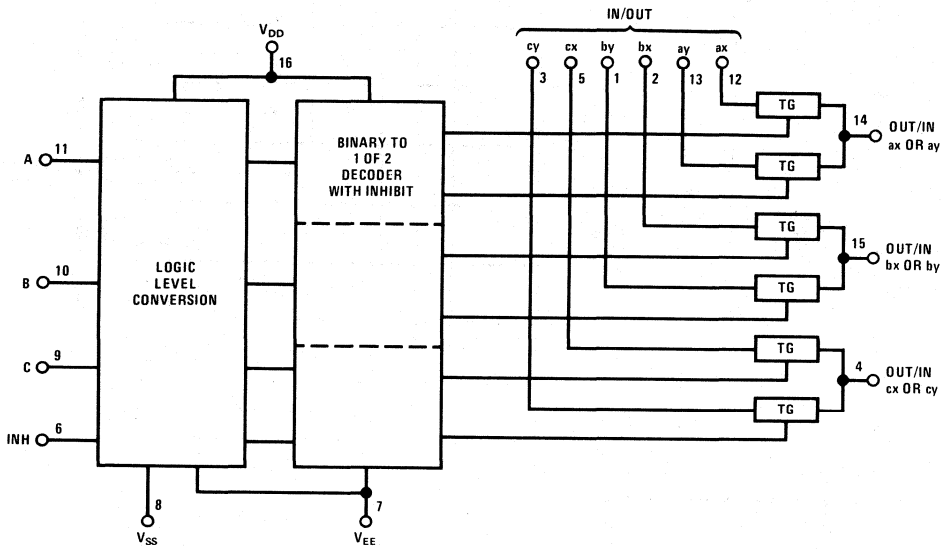 IN/OUT
VDD
16
cy cx by bx ay ax
3 5 1 2 13 12
TG
14
OUT/IN
ax OR ay
A 11
BINARY TO
1 OF 2
DECODER
WITH INHIBIT
TG
TG
15
OUT/IN
bx OR by
B 10
LOGIC
LEVEL
CONVERSION
TG
C 9
TG
4
OUT/IN
cx OR cy
TG
INH 6
8
VSS
7
VEE